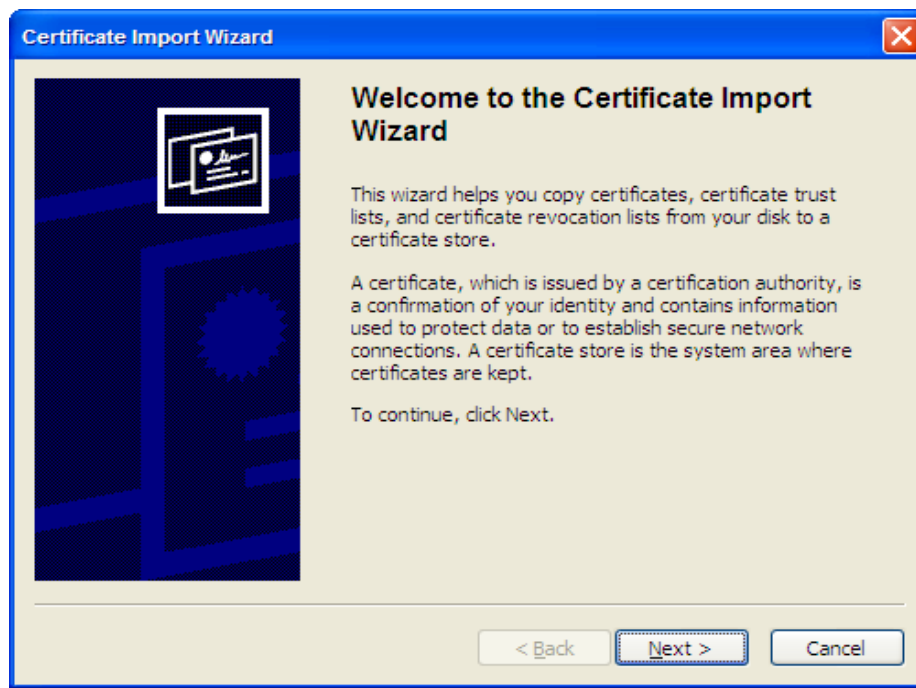 Certificate Import Wizard
Welcome to the Certificate Import
Wizard
This wizard helps you copy certificates, certificate trust
lists, and certificate revocation lists from your disk to a
certificate store.
A certificate, which is issued by a certification authority, is
a confirmation of your identity and contains information
used to protect data or to establish secure network
connections. A certificate store is the system area where
certificates are kept.
To continue, click Next.
< Back Next > Cancel